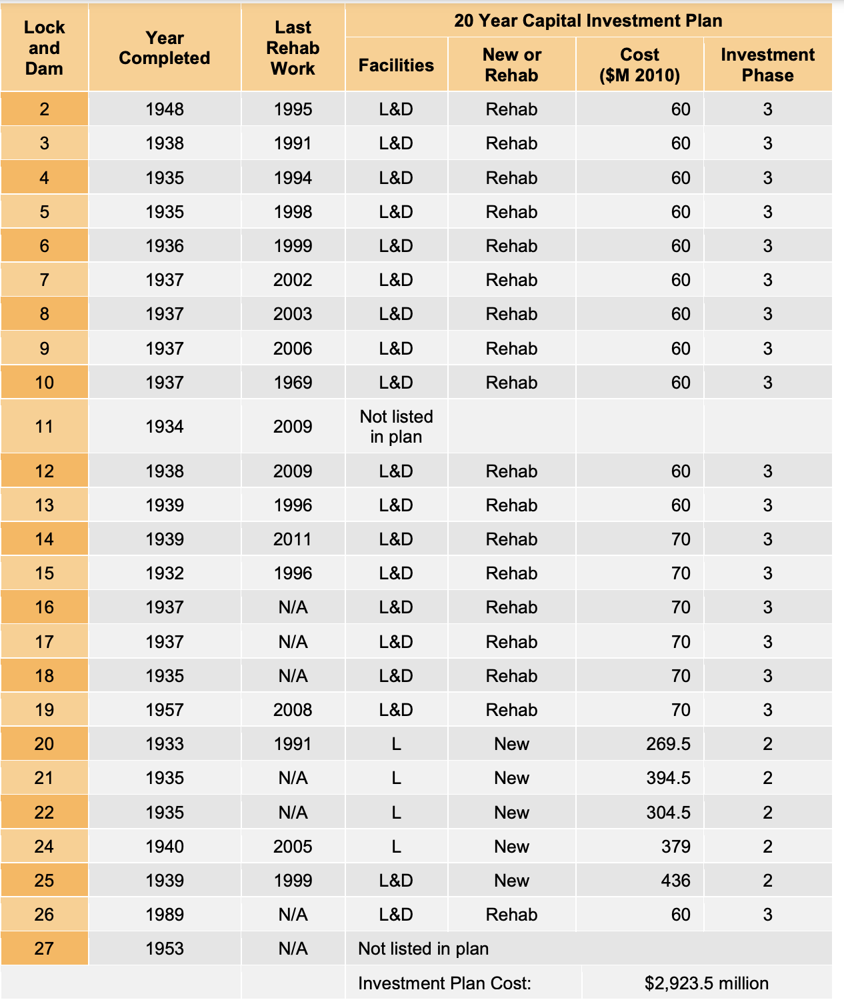 20 Year Capital Investment Plan
Lock and Dam Year Completed Last Rehab Work Facilities New or Rehab Cost ($M 2010) Investment Phase
2 1948 1995 L&D Rehab 60 3
3 1938 1991 L&D Rehab 60 3
4 1935 1994 L&D Rehab 60 3
5 1935 1998 L&D Rehab 60 3
6 1936 1999 L&D Rehab 60 3
7 1937 2002 L&D Rehab 60 3
8 1937 2003 L&D Rehab 60 3
9 1937 2006 L&D Rehab 60 3
10 1937 1969 L&D Rehab 60 3
11 1934 2009 Not listed in plan
12 1938 2009 L&D Rehab 60 3
13 1939 1996 L&D Rehab 60 3
14 1939 2011 L&D Rehab 70 3
15 1932 1996 L&D Rehab 70 3
16 1937 N/A L&D Rehab 70 3
17 1937 N/A L&D Rehab 70 3
18 1935 N/A L&D Rehab 70 3
19 1957 2008 L&D Rehab 70 3
20 1933 1991 L New 269.5 2
21 1935 N/A L New 394.5 2
22 1935 N/A L New 304.5 2
24 1940 2005 L New 379 2
25 1939 1999 L&D New 436 2
26 1989 N/A L&D Rehab 60 3
27 1953 N/A Not listed in plan
Investment Plan Cost: $2,923.5 million